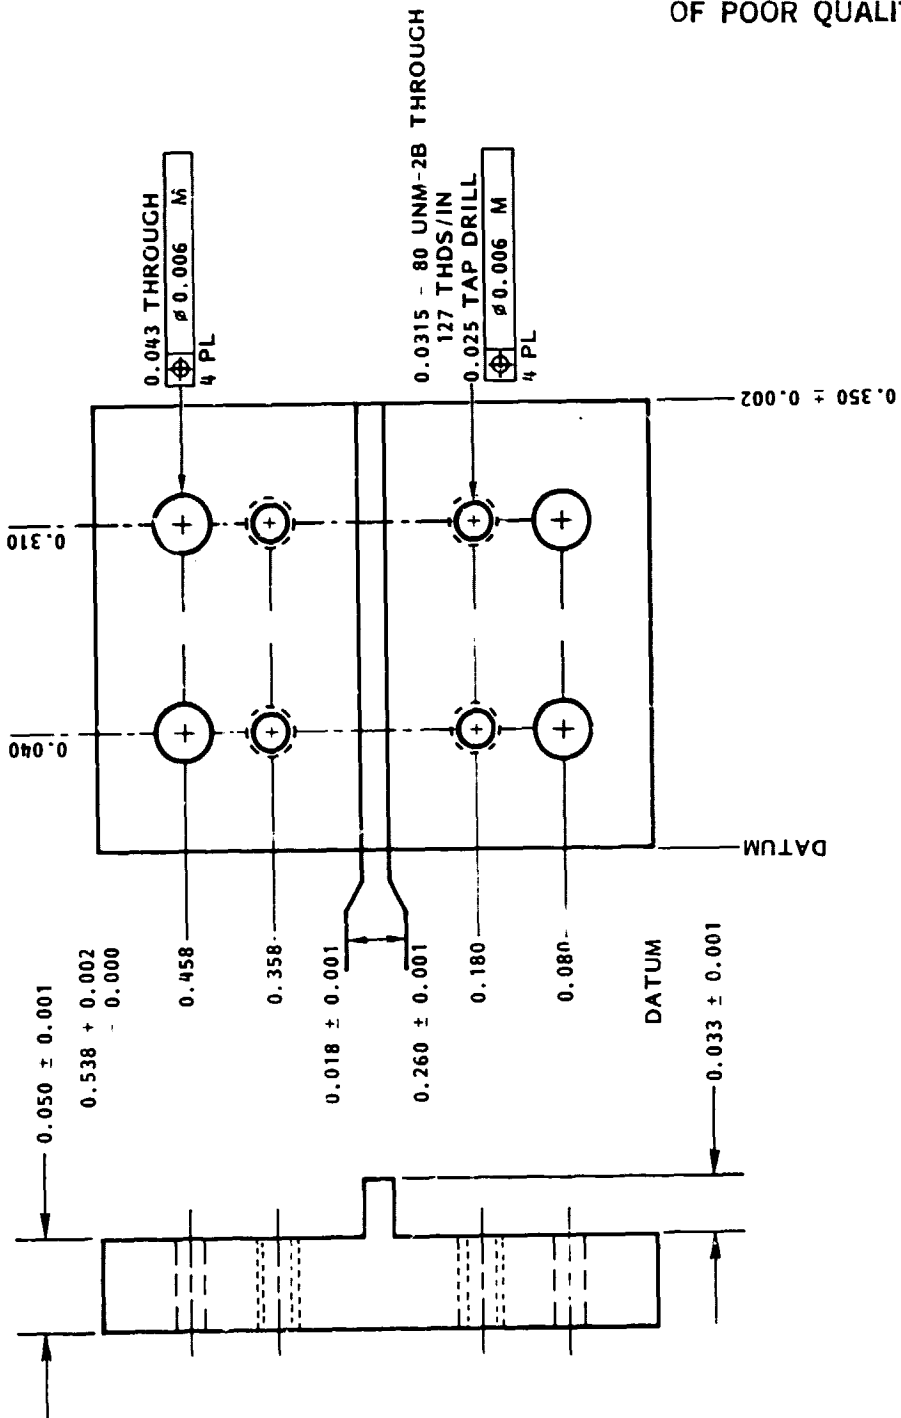 OF POOR QUALI
0.043 THROUGH
⌖ ø0.006 M
4 PL
0.0315 - 80 UNM-2B THROUGH
127 THDS/IN
0.025 TAP DRILL
⌖ ø0.006 M
4 PL
0.310
0.040
0.350 ± 0.002
DATUM
0.050 ± 0.001
0.538 + 0.002
- 0.000
0.458
0.358
0.018 ± 0.001
0.260 ± 0.001
0.180
0.080
DATUM
0.033 ± 0.001